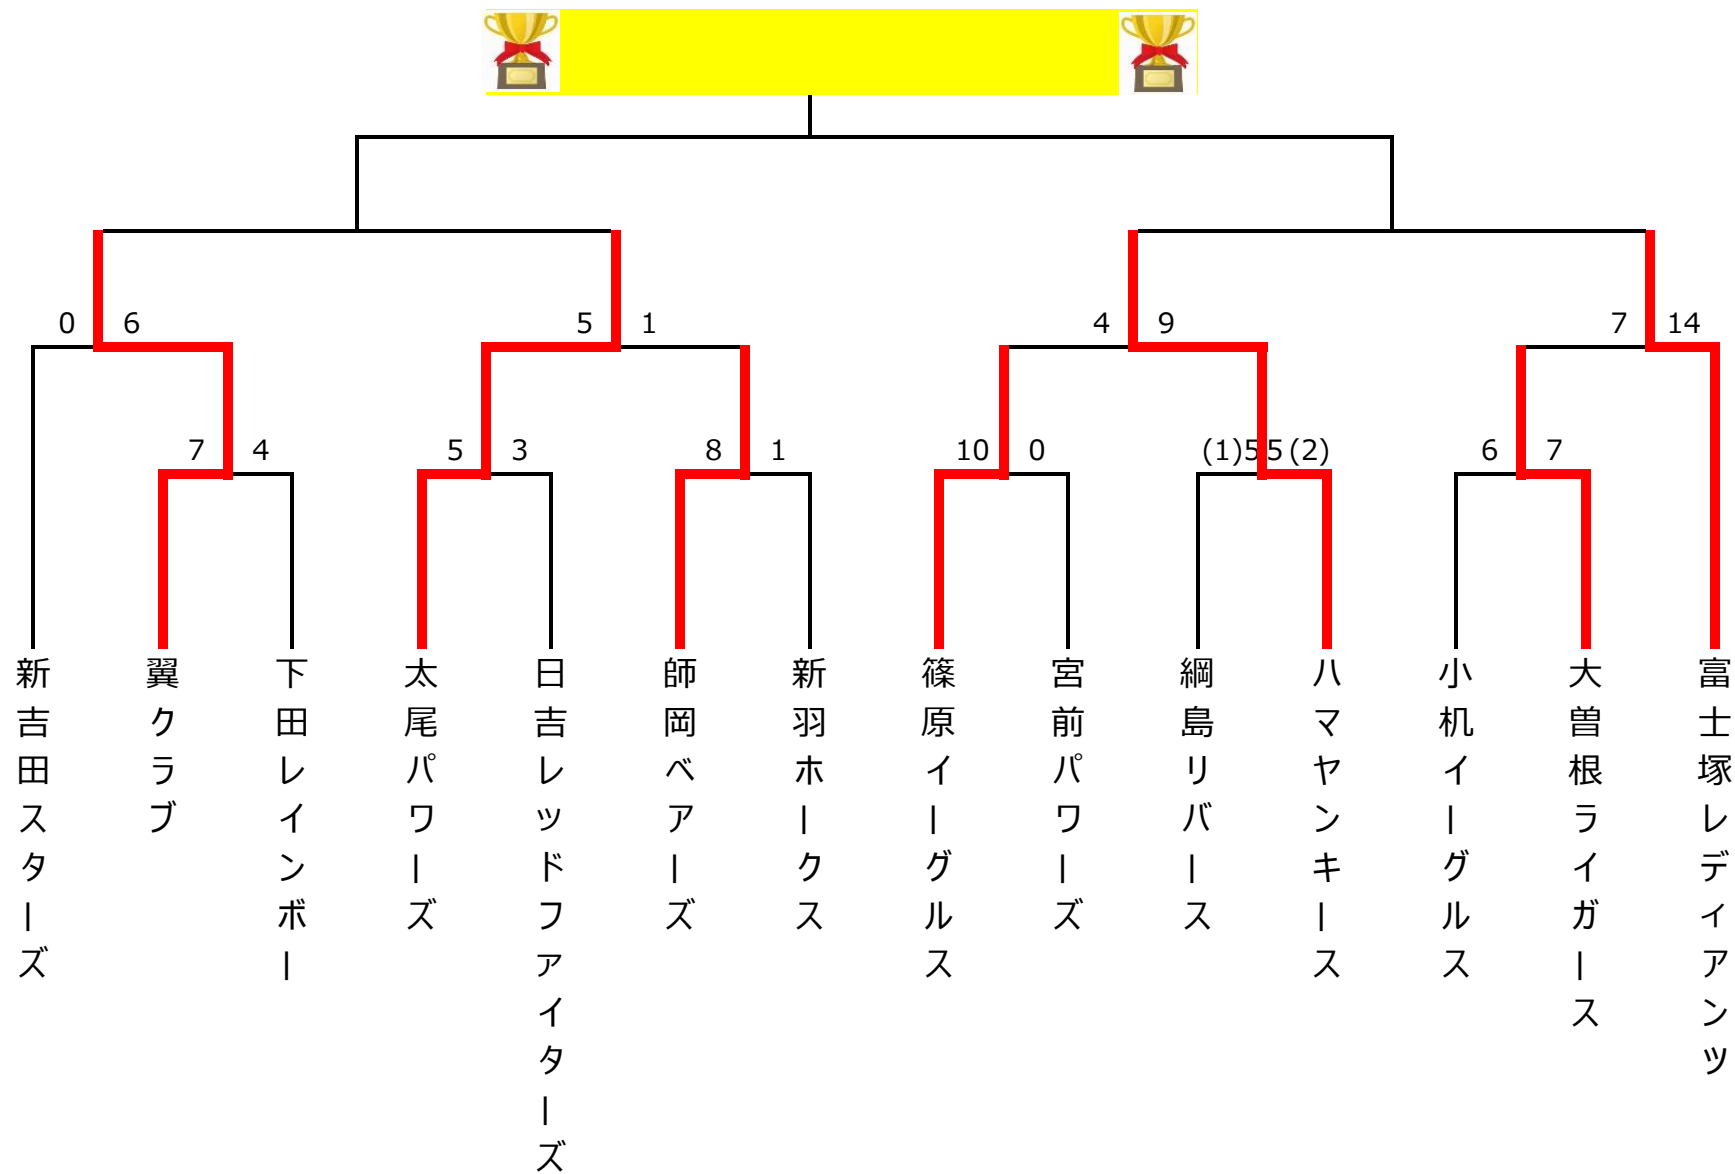 0 6 5 1 4 9 7 14
7 4 5 3 8 1 10 0 (1)5 5(2) 6 7
新吉田スターズ
翼クラブ
下田レインボー
太尾パワーズ
日吉レッドファイターズ
師岡ベアーズ
新羽ホークス
篠原イーグルス
宮前パワーズ
綱島リバース
ハマヤンキース
小机イーグルス
大曽根ライガース
富士塚レディアンツ